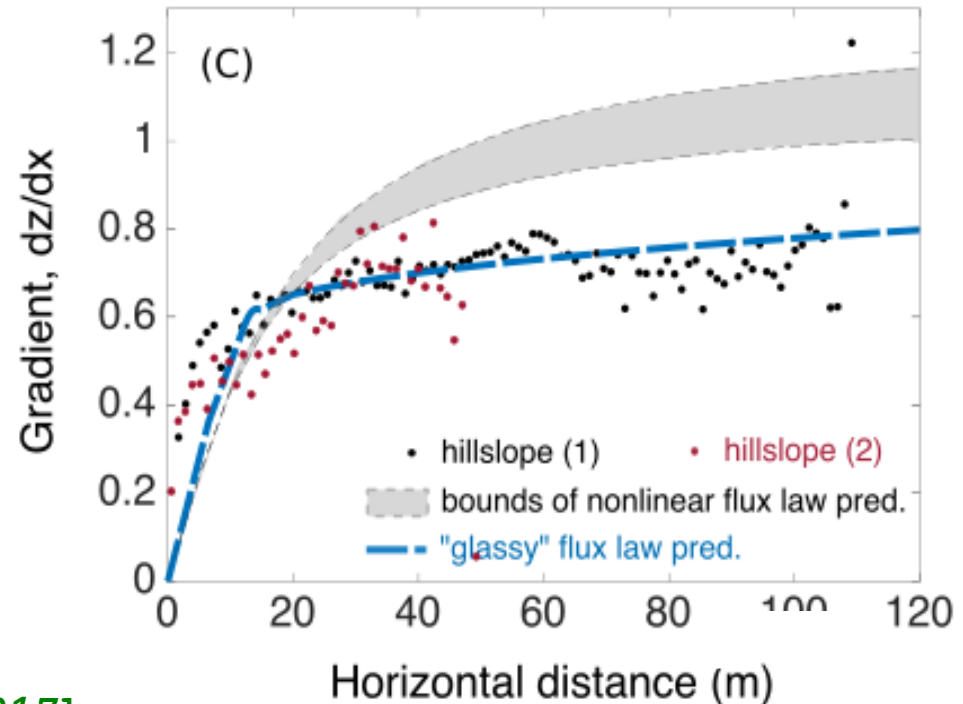 1.2
(C)
1
0.8
0.6
0.4
0.2
0
Gradient, dz/dx
hillslope (1)
hillslope (2)
bounds of nonlinear flux law pred.
"glassy" flux law pred.
0 20 40 60 80 100 120
Horizontal distance (m)